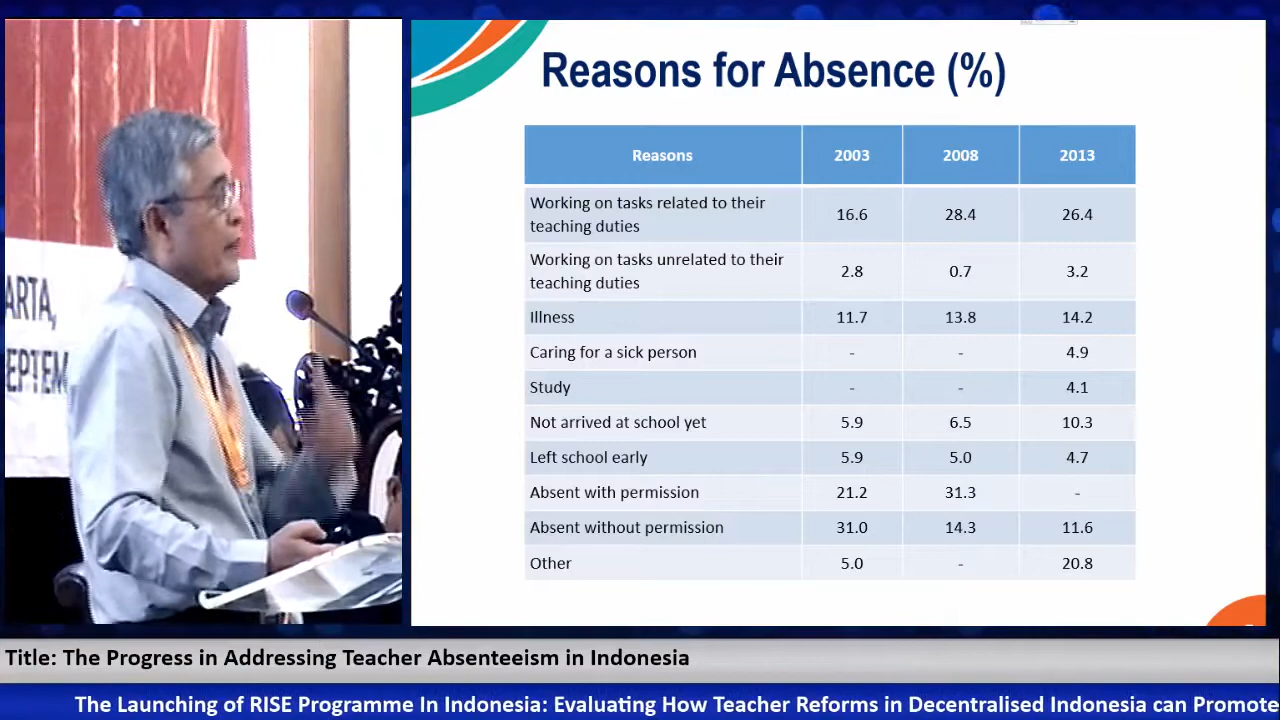 ARTA,
EPTEM
Reasons for Absence (%)
Reasons 2003 2008 2013
Working on tasks related to their
teaching duties 16.6 28.4 26.4
Working on tasks unrelated to their
teaching duties 2.8 0.7 3.2
Illness 11.7 13.8 14.2
Caring for a sick person - - 4.9
Study - - 4.1
Not arrived at school yet 5.9 6.5 10.3
Left school early 5.9 5.0 4.7
Absent with permission 21.2 31.3 -
Absent without permission 31.0 14.3 11.6
Other 5.0 - 20.8
Title: The Progress in Addressing Teacher Absenteeism in Indonesia
The Launching of RISE Programme In Indonesia: Evaluating How Teacher Reforms in Decentralised Indonesia can Promote